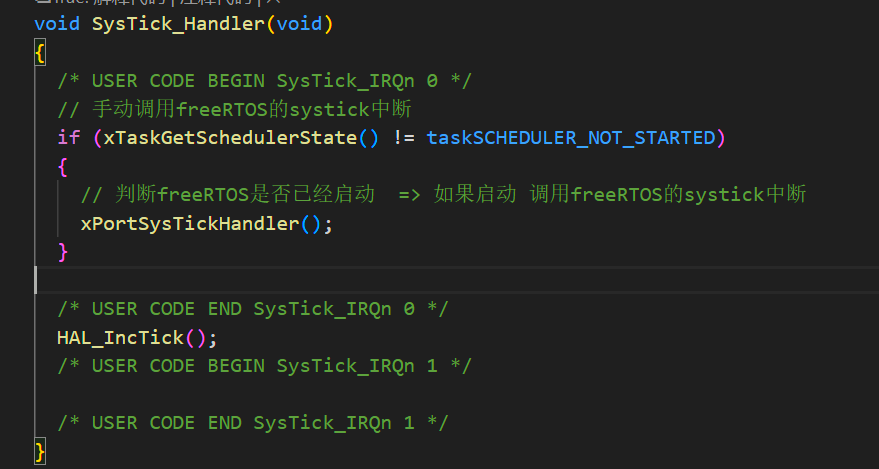 void SysTick_Handler(void)
{
/* USER CODE BEGIN SysTick_IRQn 0 */
// 手动调用freeRTOS的systick中断
if (xTaskGetSchedulerState() != taskSCHEDULER_NOT_STARTED)
{
// 判断freeRTOS是否已经启动  => 如果启动 调用freeRTOS的systick中断
xPortSysTickHandler();
}
/* USER CODE END SysTick_IRQn 0 */
HAL_IncTick();
/* USER CODE BEGIN SysTick_IRQn 1 */
/* USER CODE END SysTick_IRQn 1 */
}